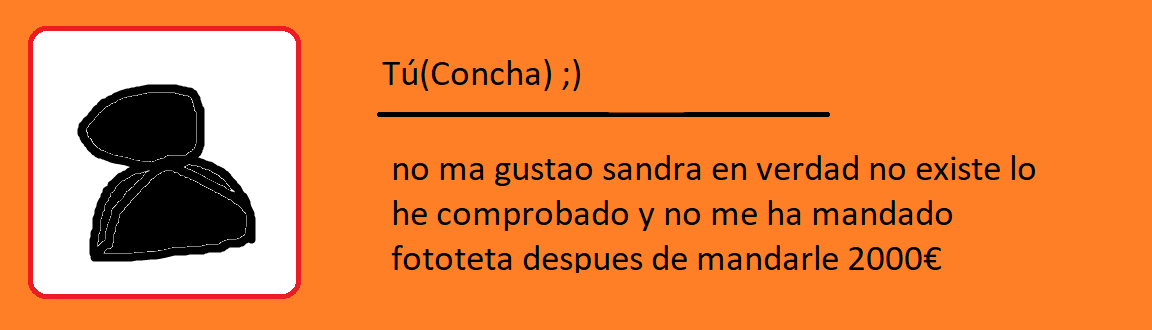 Tú(Concha) ;)
no ma gustao sandra en verdad no existe lo
he comprobado y no me ha mandado
fototeta despues de mandarle 2000€